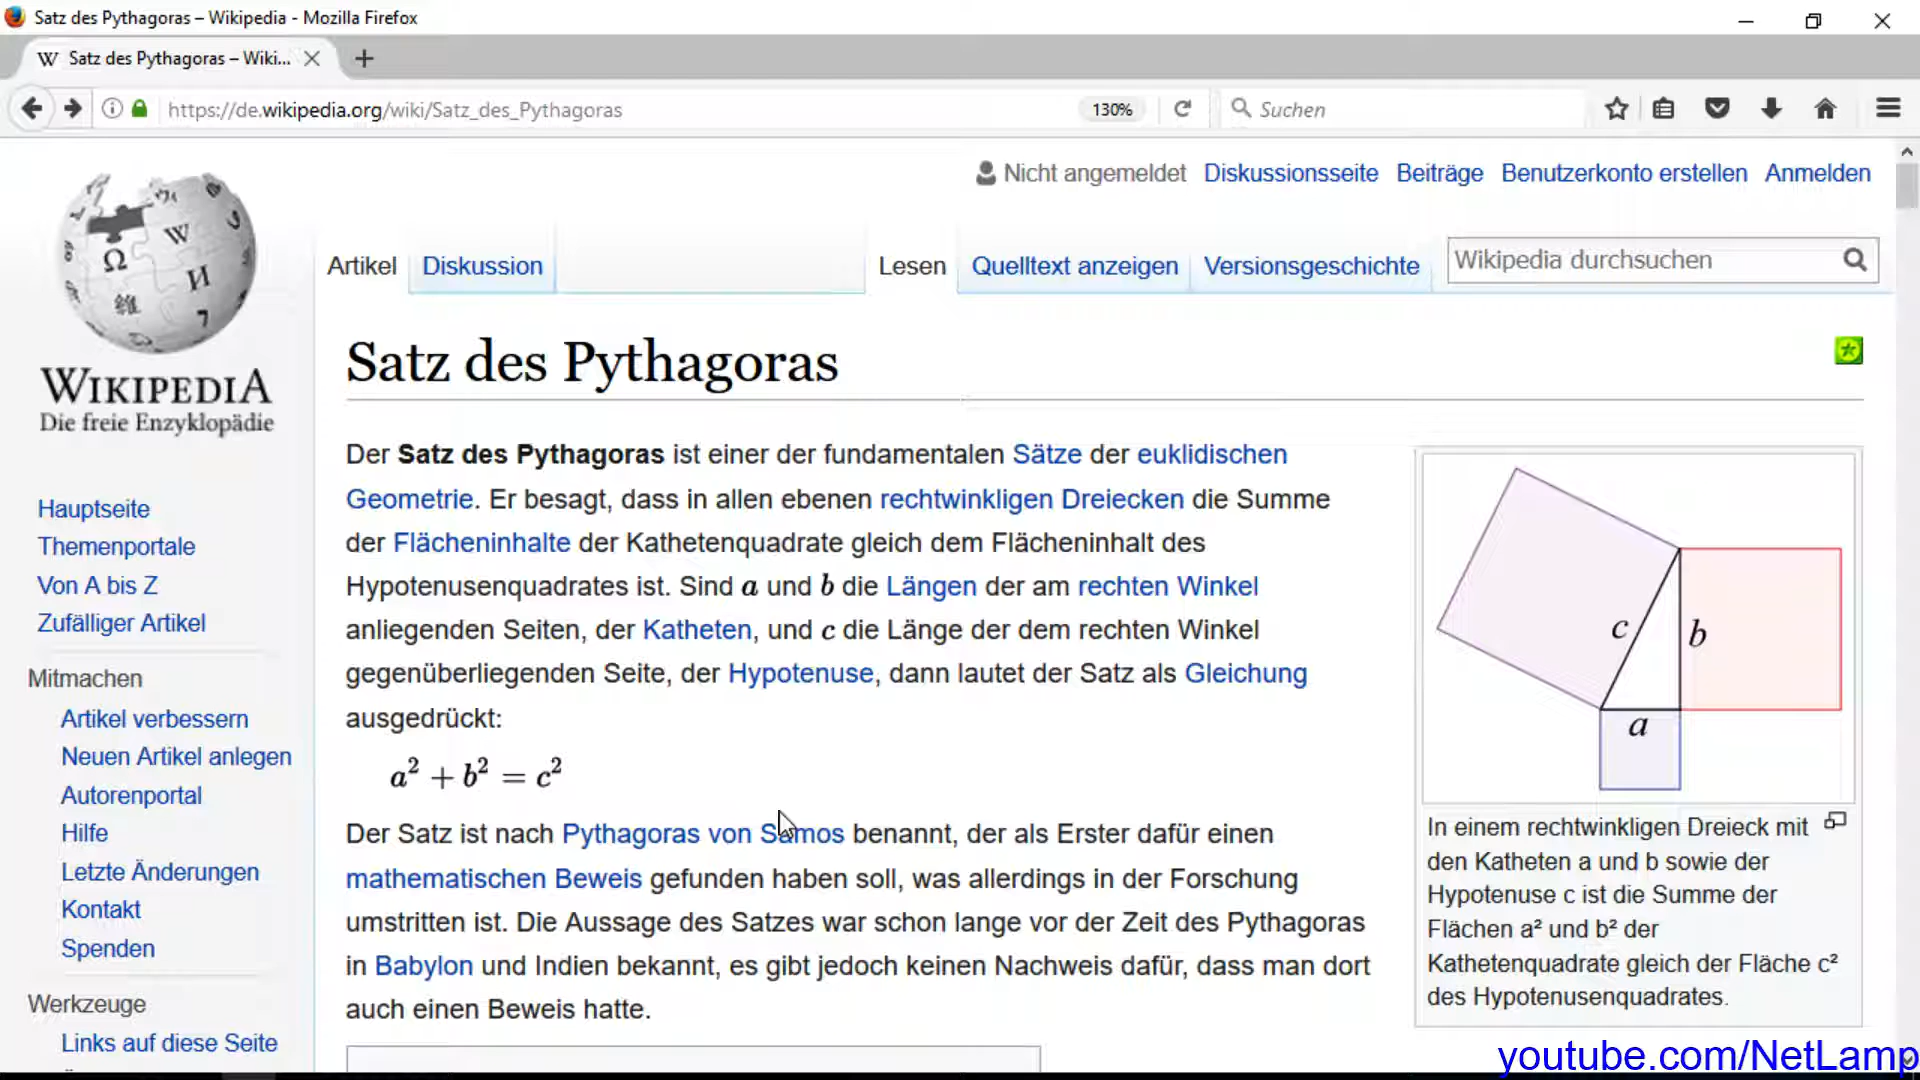 Satz des Pythagoras – Wikipedia - Mozilla Firefox
Satz des Pythagoras – Wiki...
https://de.wikipedia.org/wiki/Satz_des_Pythagoras
130%
Suchen
Nicht angemeldet Diskussionsseite Beiträge Benutzerkonto erstellen Anmelden
Artikel Diskussion Lesen Quelltext anzeigen Versionsgeschichte Wikipedia durchsuchen
WIKIPEDIA
Die freie Enzyklopädie
Hauptseite
Themenportale
Von A bis Z
Zufälliger Artikel
Mitmachen
Artikel verbessern
Neuen Artikel anlegen
Autorenportal
Hilfe
Letzte Änderungen
Kontakt
Spenden
Werkzeuge
Links auf diese Seite
Satz des Pythagoras
Der Satz des Pythagoras ist einer der fundamentalen Sätze der euklidischen
Geometrie. Er besagt, dass in allen ebenen rechtwinkligen Dreiecken die Summe
der Flächeninhalte der Kathetenquadrate gleich dem Flächeninhalt des
Hypotenusenquadrates ist. Sind a und b die Längen der am rechten Winkel
anliegenden Seiten, der Katheten, und c die Länge der dem rechten Winkel
gegenüberliegenden Seite, der Hypotenuse, dann lautet der Satz als Gleichung
ausgedrückt:
a² + b² = c²
Der Satz ist nach Pythagoras von Samos benannt, der als Erster dafür einen
mathematischen Beweis gefunden haben soll, was allerdings in der Forschung
umstritten ist. Die Aussage des Satzes war schon lange vor der Zeit des Pythagoras
in Babylon und Indien bekannt, es gibt jedoch keinen Nachweis dafür, dass man dort
auch einen Beweis hatte.
c
b
a
In einem rechtwinkligen Dreieck mit
den Katheten a und b sowie der
Hypotenuse c ist die Summe der
Flächen a² und b² der
Kathetenquadrate gleich der Fläche c²
des Hypotenusenquadrates.
youtube.com/NetLamp